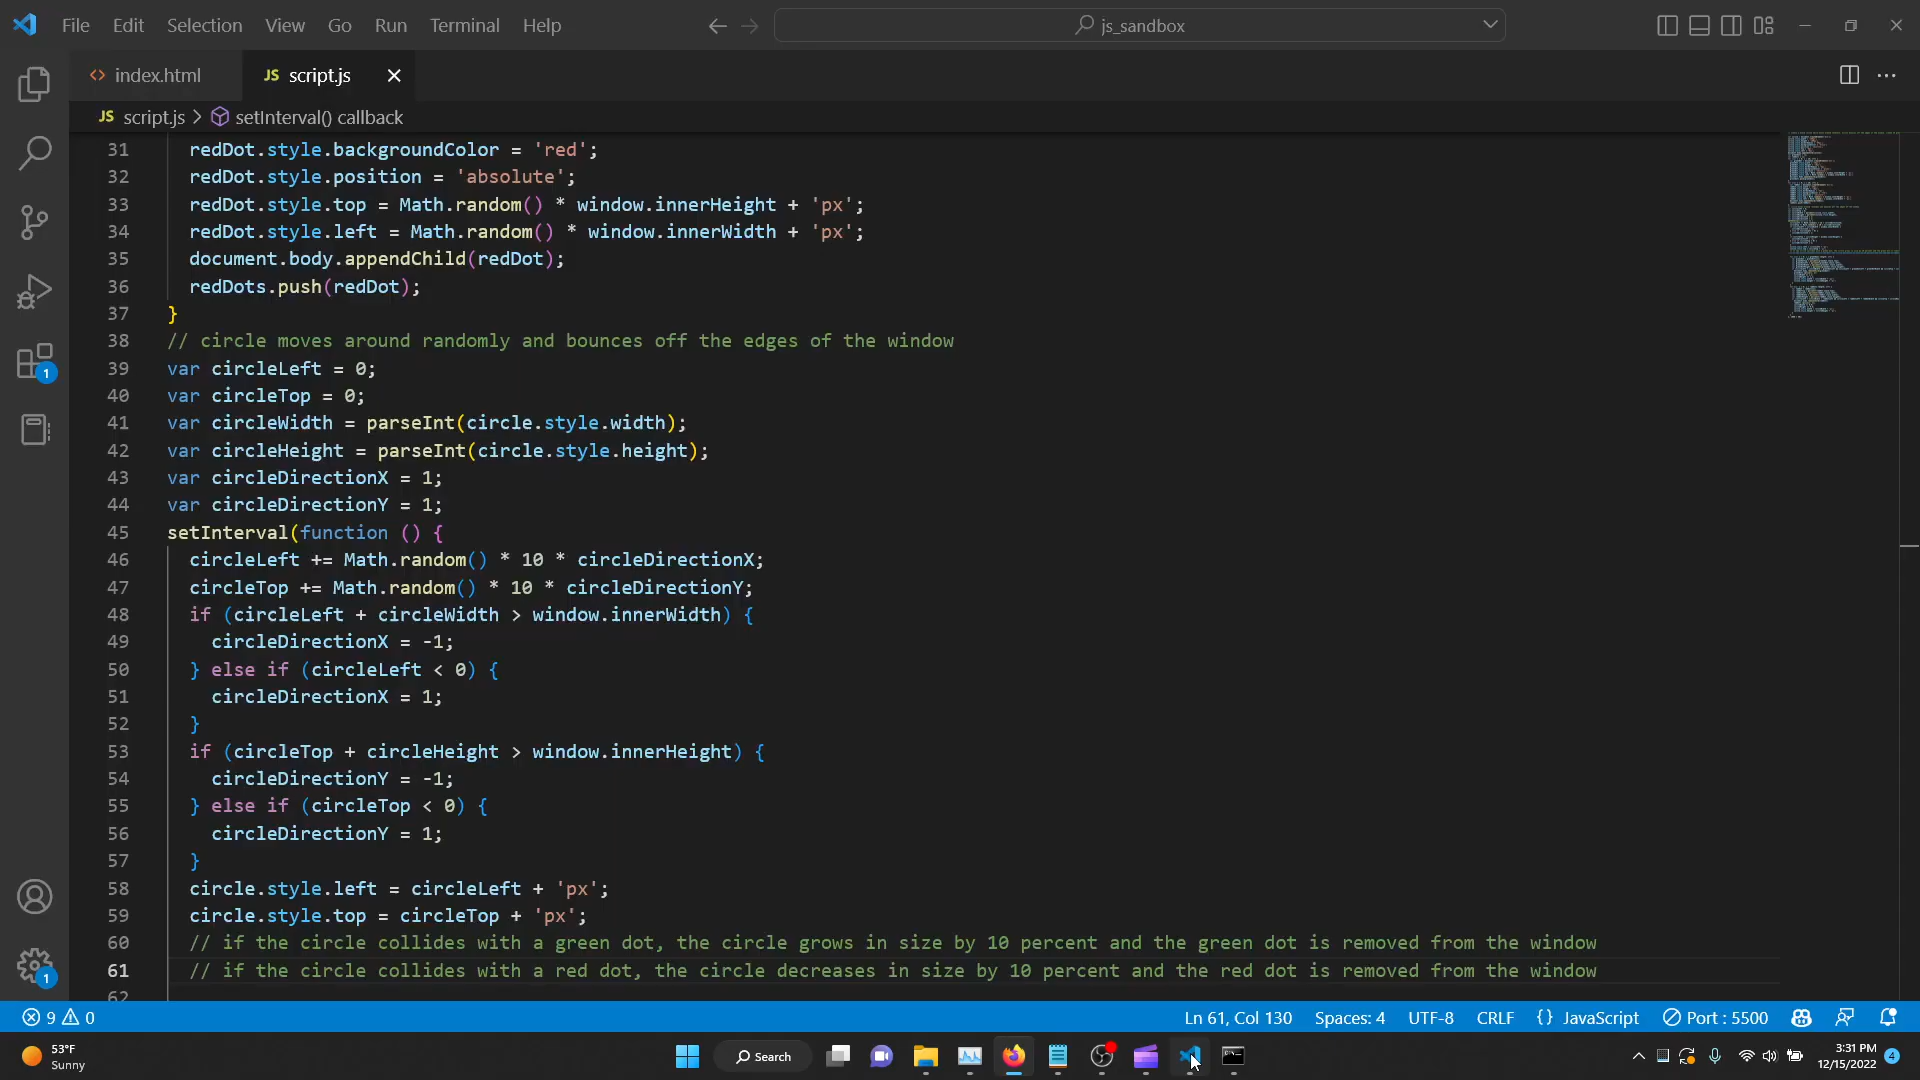 File Edit Selection View Go Run Terminal Help
js_sandbox
index.html
JS script.js
JS script.js > setInterval() callback
31 redDot.style.backgroundColor = 'red';
32 redDot.style.position = 'absolute';
33 redDot.style.top = Math.random() * window.innerHeight + 'px';
34 redDot.style.left = Math.random() * window.innerWidth + 'px';
35 document.body.appendChild(redDot);
36 redDots.push(redDot);
37 }
38 // circle moves around randomly and bounces off the edges of the window
39 var circleLeft = 0;
40 var circleTop = 0;
41 var circleWidth = parseInt(circle.style.width);
42 var circleHeight = parseInt(circle.style.height);
43 var circleDirectionX = 1;
44 var circleDirectionY = 1;
45 setInterval(function () {
46 circleLeft += Math.random() * 10 * circleDirectionX;
47 circleTop += Math.random() * 10 * circleDirectionY;
48 if (circleLeft + circleWidth > window.innerWidth) {
49 circleDirectionX = -1;
50 } else if (circleLeft < 0) {
51 circleDirectionX = 1;
52 }
53 if (circleTop + circleHeight > window.innerHeight) {
54 circleDirectionY = -1;
55 } else if (circleTop < 0) {
56 circleDirectionY = 1;
57 }
58 circle.style.left = circleLeft + 'px';
59 circle.style.top = circleTop + 'px';
60 // if the circle collides with a green dot, the circle grows in size by 10 percent and the green dot is removed from the window
61 // if the circle collides with a red dot, the circle decreases in size by 10 percent and the red dot is removed from the window
62
1
1
9 0
Ln 61, Col 130 Spaces: 4 UTF-8 CRLF {} JavaScript Port : 5500
53°F
Sunny
Search
3:31 PM
12/15/2022
4